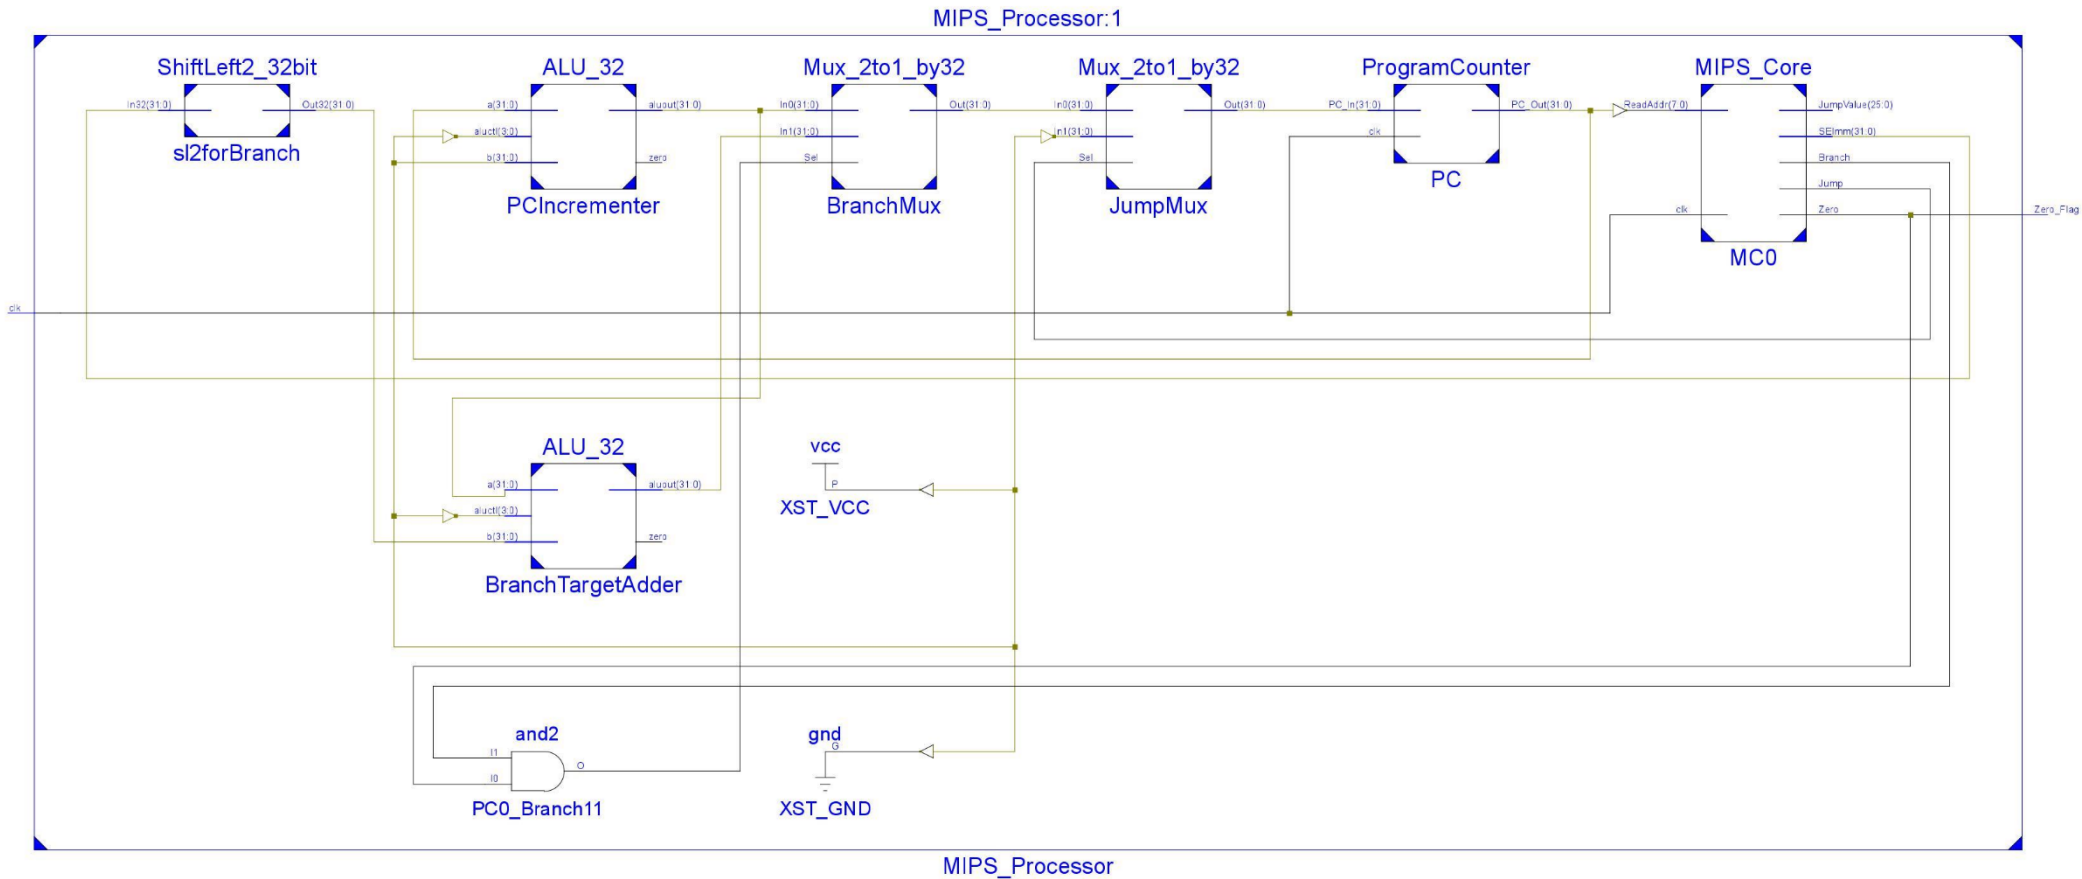 MIPS_Processor:1
ShiftLeft2_32bit
In32(31:0)
Out32(31:0)
sl2forBranch
ALU_32
a(31:0)
aluctl(3:0)
b(31:0)
aluout(31:0)
zero
PCIncrementer
Mux_2to1_by32
In0(31:0)
In1(31:0)
Sel
Out(31:0)
BranchMux
Mux_2to1_by32
In0(31:0)
In1(31:0)
Sel
Out(31:0)
JumpMux
ProgramCounter
PC_In(31:0)
clk
PC_Out(31:0)
PC
MIPS_Core
ReadAddr(7:0)
clk
JumpValue(25:0)
SEImm(31:0)
Branch
Jump
Zero
MC0
Zero_Flag
clk
ALU_32
a(31:0)
aluctl(3:0)
b(31:0)
aluout(31:0)
zero
BranchTargetAdder
vcc
P
XST_VCC
and2
I1
I0
O
PC0_Branch11
gnd
G
XST_GND
MIPS_Processor